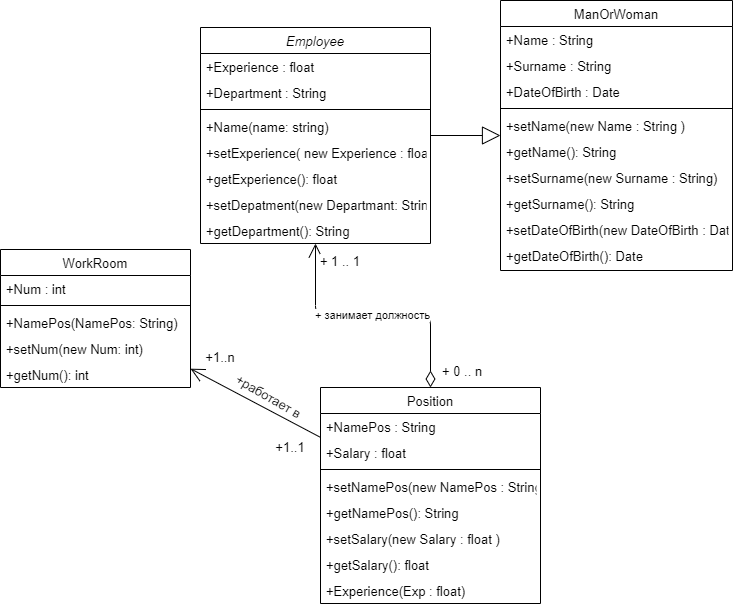 ManOrWoman
+Name : String
+Surname : String
+DateOfBirth : Date
+setName(new Name : String )
+getName(): String
+setSurname(new Surname : String)
+getSurname(): String
+setDateOfBirth(new DateOfBirth : Dat
+getDateOfBirth(): Date
Employee
+Experience : float
+Department : String
+Name(name: string)
+setExperience( new Experience : floa
+getExperience(): float
+setDepatment(new Departmant: Strin
+getDepartment(): String
WorkRoom
+Num : int
+NamePos(NamePos: String)
+setNum(new Num: int)
+getNum(): int
+ 1 .. 1
+ занимает должность
+ 0 .. n
+1..n
+работает в
+1..1
Position
+NamePos : String
+Salary : float
+setNamePos(new NamePos : String
+getNamePos(): String
+setSalary(new Salary : float )
+getSalary(): float
+Experience(Exp : float)